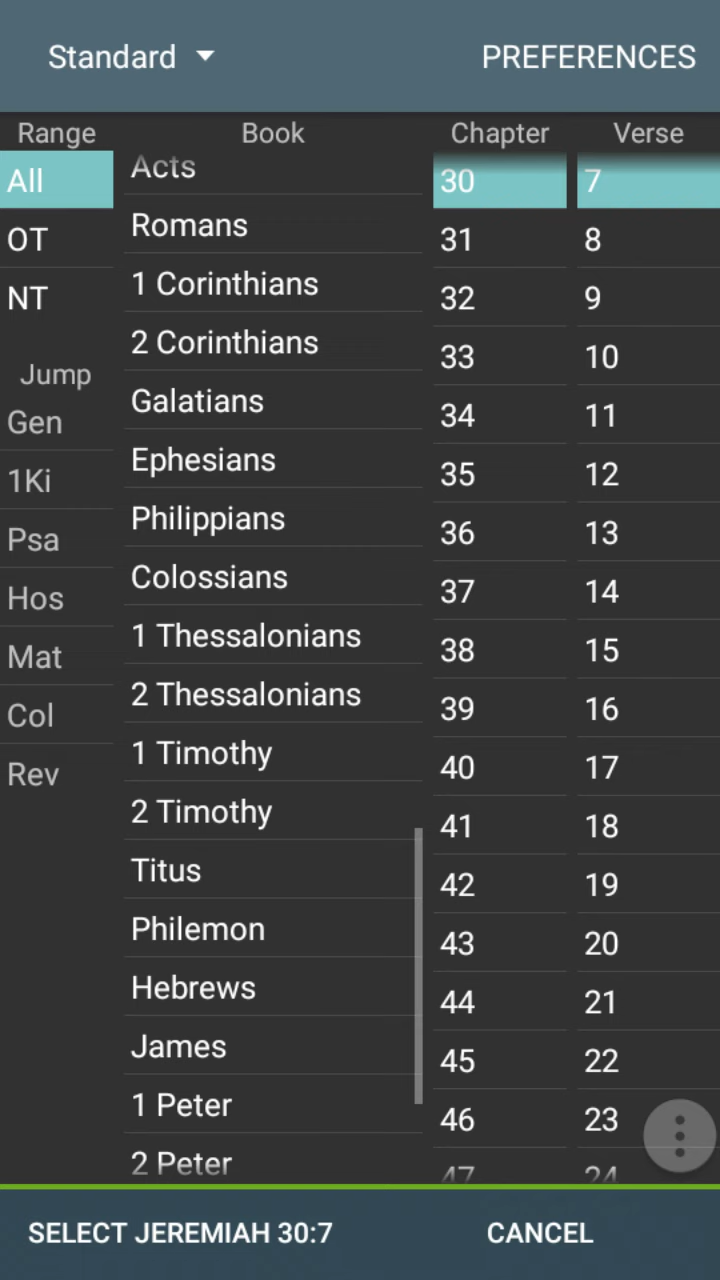 Standard PREFERENCES
Range Book Chapter Verse
All Acts 30 7
OT Romans 31 8
NT 1 Corinthians 32 9
2 Corinthians 33 10
Jump
Gen Galatians 34 11
1Ki Ephesians 35 12
Psa Philippians 36 13
Hos Colossians 37 14
Mat 1 Thessalonians 38 15
Col 2 Thessalonians 39 16
Rev 1 Timothy 40 17
2 Timothy 41 18
Titus 42 19
Philemon 43 20
Hebrews 44 21
James 45 22
1 Peter 46 23
2 Peter 47 24
SELECT JEREMIAH 30:7 CANCEL